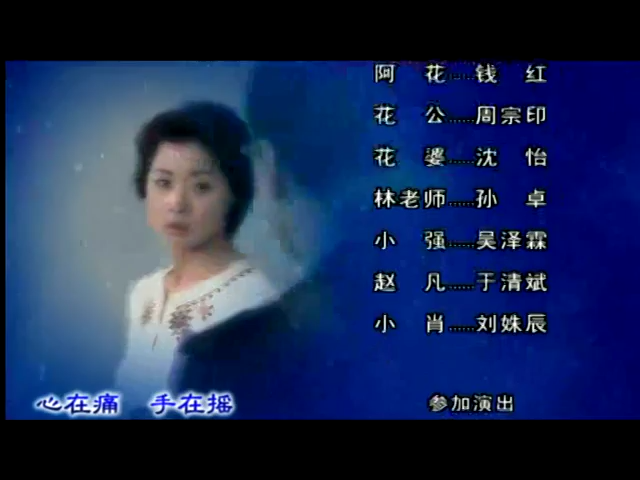 阿花......钱红
花公......周宗印
花婆......沈怡
林老师......孙卓
小强......吴泽霖
赵凡......于清斌
小肖......刘姝辰
心在痛 手在摇
参加演出